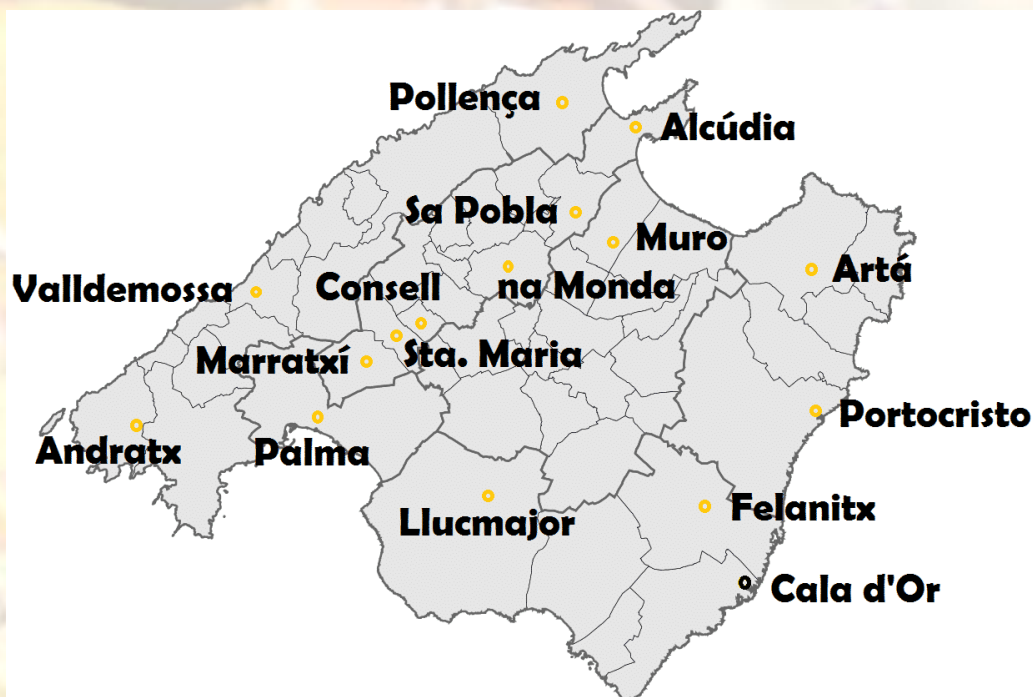 Pollença
Alcúdia
Sa Pobla
Muro
Artá
Valldemossa
Consell
na Monda
Marratxí
Sta. Maria
Portocristo
Andratx
Palma
Llucmajor
Felanitx
Cala d'Or